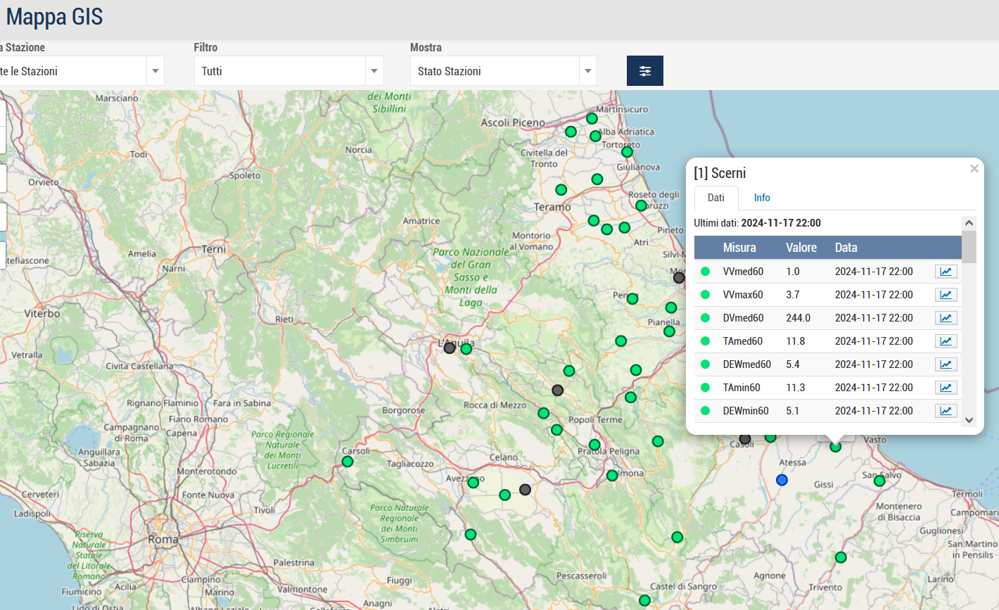 Mappa GIS
a Stazione
Filtro
Mostra
te le Stazioni
Tutti
Stato Stazioni
Marsciano
dei Monti
Sibillini
Martinsicuro
Ascoli Piceno
Alba Adriatica
Tortoreto
Todi
Norcia
Civitella del
Tronto
Giulianova
Spoleto
Orvieto
Roseto degli
bruzzi
Teramo
Amatrice
Pineto
Montorio
al Vomano
Atri
Terni
Amelia
Parco Nazionale
del Gran
Sasso e
Monti della
Laga
Silvi M
tefiascone
Narni
Mo
Penne
Viterbo
Rieti
Pianella
L'Aquila
Vetralla
Civita Castellana
Rignano Flaminio
Fara in Sabina
Borgorose
Rocca di Mezzo
Fiano Romano
Popoli Terme
Campagnano
di Roma
Capena
Parco Regionale
Naturale
dei Monti
Lucretili
Anguillara
Sabazia
Carsoli
Pratola Peligna
Celano
Tagliacozzo
Monterotondo
Avezzano
lmona
Cerveteri
Fonte Nuova
Ladispoli
Tivoli
Parco Naturale
Regionale
dei Monti
Simbruini
Roma
Riserva
Naturale
Statale
del Litorale
Romano
Palestrina
Ciampino
Pescasseroli
Fiuggi
Acilia
Fiumicino
Marino
Valmontone
Castel di Sangro
Anagni
Lido di Ostia
Albano Laziale
Colleferro
Alatri
Casoli
Vasto
Atessa
Gissi
San Salvo
Termoli
Montenero
di Bisaccia
Campomari
Guglionesi
San Martino
in Pensilis
Agnone
Trivento
Larino
[1] Scerni
×
Dati
Info
Ultimi dati: 2024-11-17 22:00
Misura Valore Data
VVmed60 1.0 2024-11-17 22:00
VVmax60 3.7 2024-11-17 22:00
DVmed60 244.0 2024-11-17 22:00
TAmed60 11.8 2024-11-17 22:00
DEWmed60 5.4 2024-11-17 22:00
TAmin60 11.3 2024-11-17 22:00
DEWmin60 5.1 2024-11-17 22:00